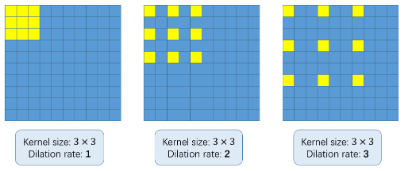 Kernel size: 3 × 3
Dilation rate: 1
Kernel size: 3 × 3
Dilation rate: 2
Kernel size: 3 × 3
Dilation rate: 3